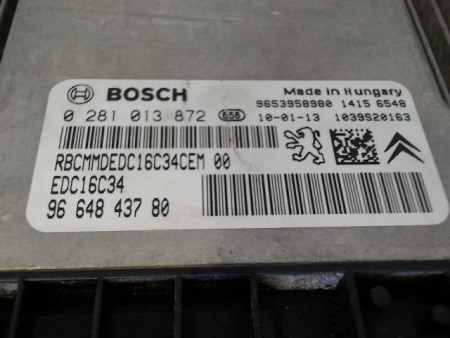 BOSCH
Made in Hungary
9653958980 1415 6548
0 281 013 872 658 10-01-13 1039S20163
RBCMMDEDC16C34CEM 00
EDC16C34
96 648 437 80